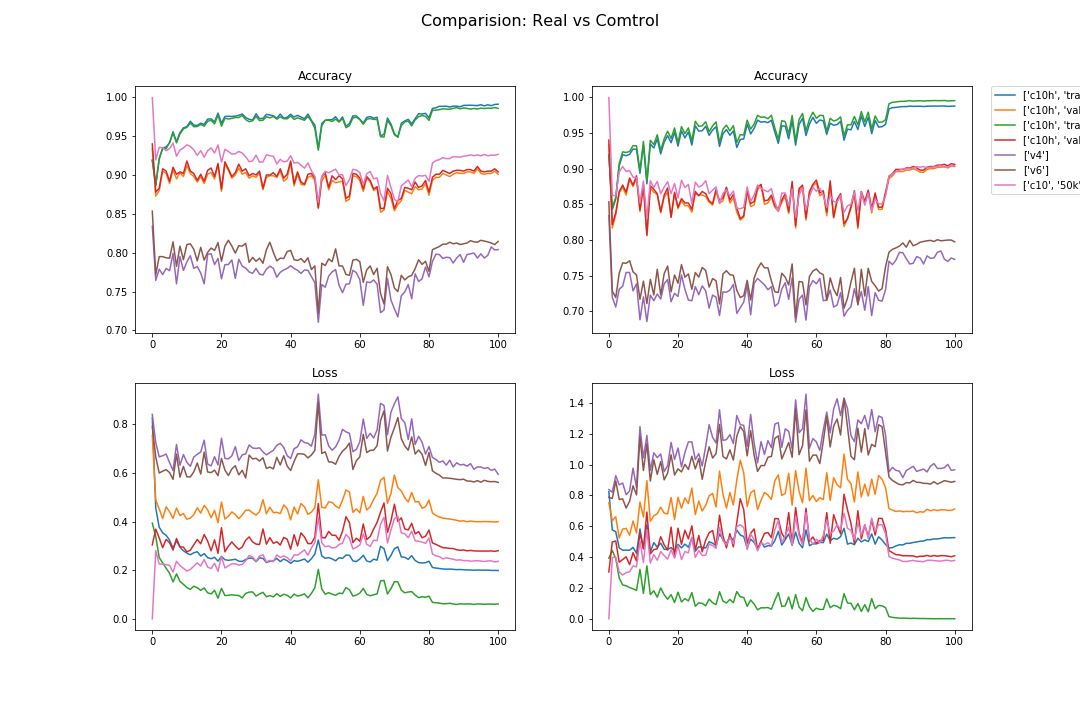 Comparision: Real vs Comtrol
Accuracy
1.00
0.95
0.90
0.85
0.80
0.75
0.70
0 20 40 60 80 100
Accuracy
1.00
0.95
0.90
0.85
0.80
0.75
0.70
0 20 40 60 80 100
['c10h', 'tra
['c10h', 'val
['c10h', 'tra
['c10h', 'val
['v4']
['v6']
['c10', '50k'
Loss
0.8
0.6
0.4
0.2
0.0
0 20 40 60 80 100
Loss
1.4
1.2
1.0
0.8
0.6
0.4
0.2
0.0
0 20 40 60 80 100